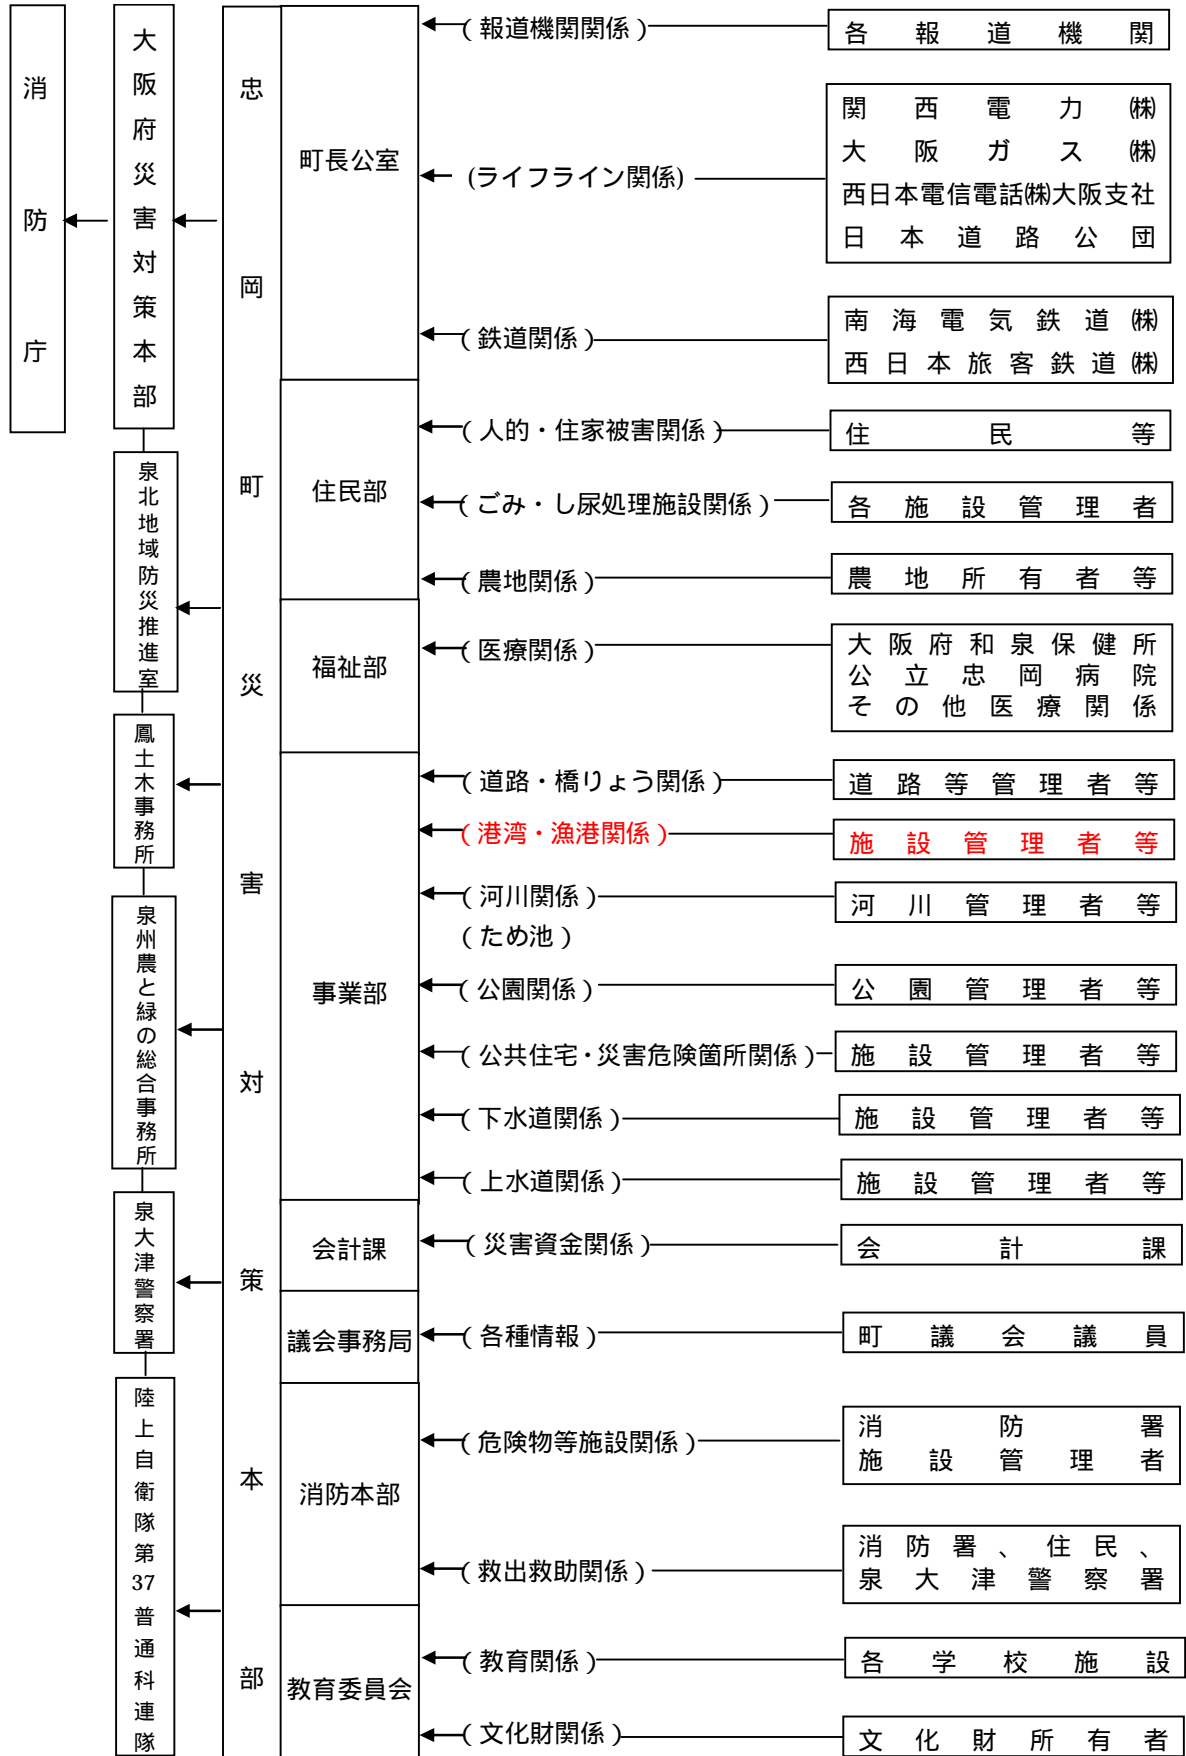 消防庁
大阪府災害対策本部
泉北地域防災推進室
鳳土木事務所
泉州農と緑の総合事務所
泉大津警察署
陸上自衛隊第37普通科連隊
忠岡町災害対策本部
町長公室
(報道機関関係)
各報道機関
(ライフライン関係)
関西電力㈱
大阪ガス㈱
西日本電信電話㈱大阪支社
日本道路公団
(鉄道関係)
南海電気鉄道㈱
西日本旅客鉄道㈱
住民部
(人的・住家被害関係)
住民等
(ごみ・し尿処理施設関係)
各施設管理者
(農地関係)
農地所有者等
福祉部
(医療関係)
大阪府和泉保健所
公立忠岡病院
その他医療関係
事業部
(道路・橋りょう関係)
道路等管理者等
(港湾・漁港関係)
施設管理者等
(河川関係)
(ため池)
河川管理者等
(公園関係)
公園管理者等
(公共住宅・災害危険箇所関係)
施設管理者等
(下水道関係)
施設管理者等
(上水道関係)
施設管理者等
会計課
(災害資金関係)
会計課
議会事務局
(各種情報)
町議会議員
消防本部
(危険物等施設関係)
消防署
施設管理者
(救出救助関係)
消防署、住民、
泉大津警察署
教育委員会
(教育関係)
各学校施設
(文化財関係)
文化財所有者